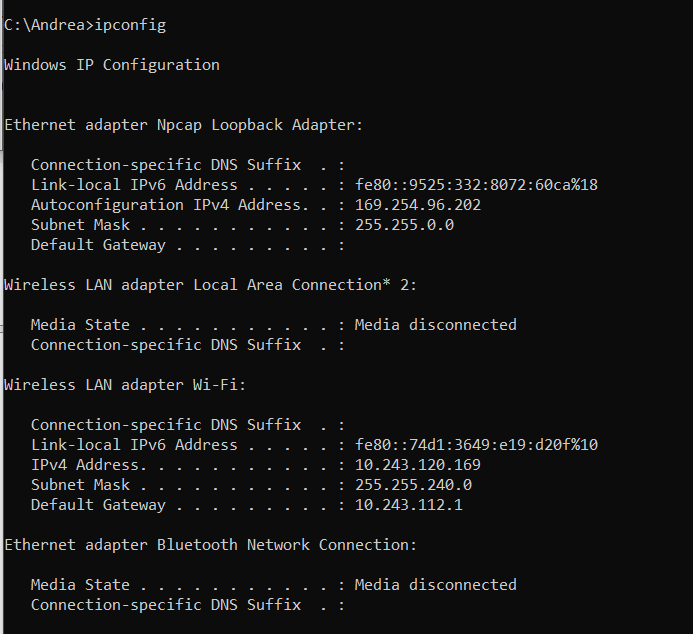 C:\Andrea>ipconfig
Windows IP Configuration
Ethernet adapter Npcap Loopback Adapter:
Connection-specific DNS Suffix  . :
Link-local IPv6 Address . . . . . : fe80::9525:332:8072:60ca%18
Autoconfiguration IPv4 Address. . : 169.254.96.202
Subnet Mask . . . . . . . . . . . : 255.255.0.0
Default Gateway . . . . . . . . . :
Wireless LAN adapter Local Area Connection* 2:
Media State . . . . . . . . . . . : Media disconnected
Connection-specific DNS Suffix  . :
Wireless LAN adapter Wi-Fi:
Connection-specific DNS Suffix  . :
Link-local IPv6 Address . . . . . : fe80::74d1:3649:e19:d20f%10
IPv4 Address. . . . . . . . . . . : 10.243.120.169
Subnet Mask . . . . . . . . . . . : 255.255.240.0
Default Gateway . . . . . . . . . : 10.243.112.1
Ethernet adapter Bluetooth Network Connection:
Media State . . . . . . . . . . . : Media disconnected
Connection-specific DNS Suffix  . :